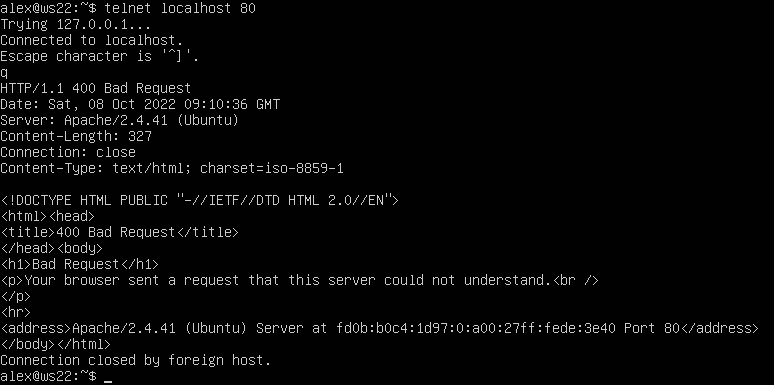 alex@ws22:~$ telnet localhost 80
Trying 127.0.0.1...
Connected to localhost.
Escape character is '^]'.
q
HTTP/1.1 400 Bad Request
Date: Sat, 08 Oct 2022 09:10:36 GMT
Server: Apache/2.4.41 (Ubuntu)
Content-Length: 327
Connection: close
Content-Type: text/html; charset=iso-8859-1

<!DOCTYPE HTML PUBLIC "-//IETF//DTD HTML 2.0//EN">
<html><head>
<title>400 Bad Request</title>
</head><body>
<h1>Bad Request</h1>
<p>Your browser sent a request that this server could not understand.<br />
</p>
<hr>
<address>Apache/2.4.41 (Ubuntu) Server at fd0b:b0c4:1d97:0:a00:27ff:fede:3e40 Port 80</address>
</body></html>
Connection closed by foreign host.
alex@ws22:~$ _